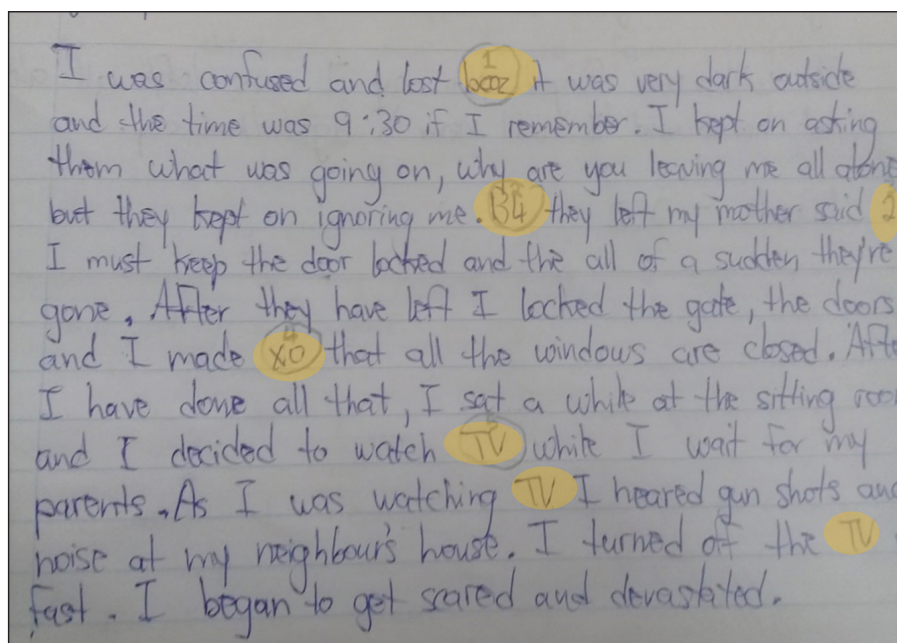 I was confused and lost bcoz it was very dark outside
and the time was 9:30 if I remember. I kept on asking
them what was going on, why are you leaving me all alone
but they kept on ignoring me. B4 they left my mother said 2
I must keep the door locked and the all of a sudden they're
gone. After they have left I locked the gate, the doors
and I made xo that all the windows are closed. Afte
I have done all that, I sat a while at the sitting room
and I decided to watch TV while I wait for my
parents. As I was watching TV I heared gun shots and
noise at my neighbour's house. I turned off the TV
fast. I began to get scared and devastated.